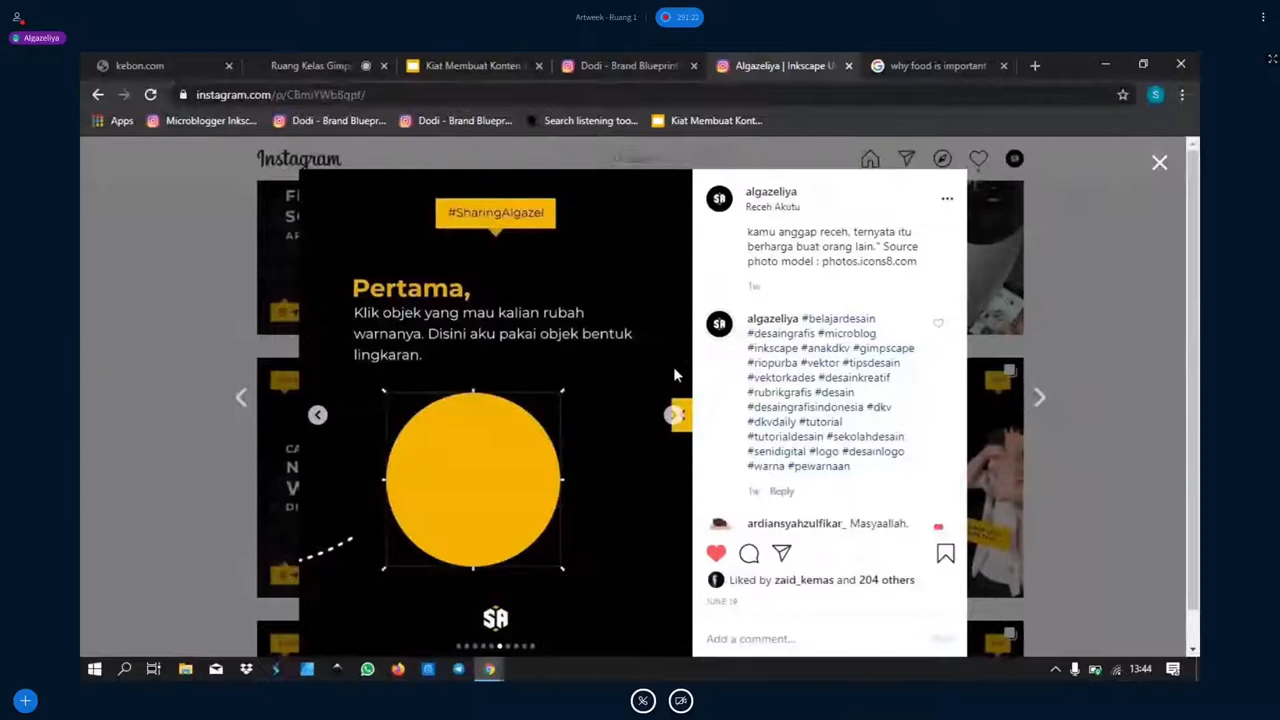 Artweek - Ruang 1
291:22
Algazeliya
kebon.com
Ruang Kelas Gimp
Kiat Membuat Konten
Dodi - Brand Blueprint
Algazeliya | Inkscape U
why food is important
instagram.com/p/CBmiYWbBqpf/
Apps
Microblogger Inksc...
Dodi - Brand Bluepr...
Dodi - Brand Bluepr...
Search listening too...
Kiat Membuat Kont...
Instagram
#SharingAlgazel
Pertama,
Klik objek yang mau kalian rubah
warnanya. Disini aku pakai objek bentuk
lingkaran.
SA
algazeliya
Receh Akutu
kamu anggap receh, ternyata itu
berharga buat orang lain." Source
photo model : photos.icons8.com
1w
algazeliya #belajardesain
#desaingrafis #microblog
#inkscape #anakdkv #gimpscape
#riopurba #vektor #tipsdesain
#vektorkades #desainkreatif
#rubrikgrafis #desain
#desaingrafisindonesia #dkv
#dkvdaily #tutorial
#tutorialdesain #sekolahdesain
#senidigital #logo #desainlogo
#warna #pewarnaan
1w Reply
ardiansyahzulfikar_ Masyaallah,
Liked by zaid_kemas and 204 others
JUNE 19
Add a comment...
13:44